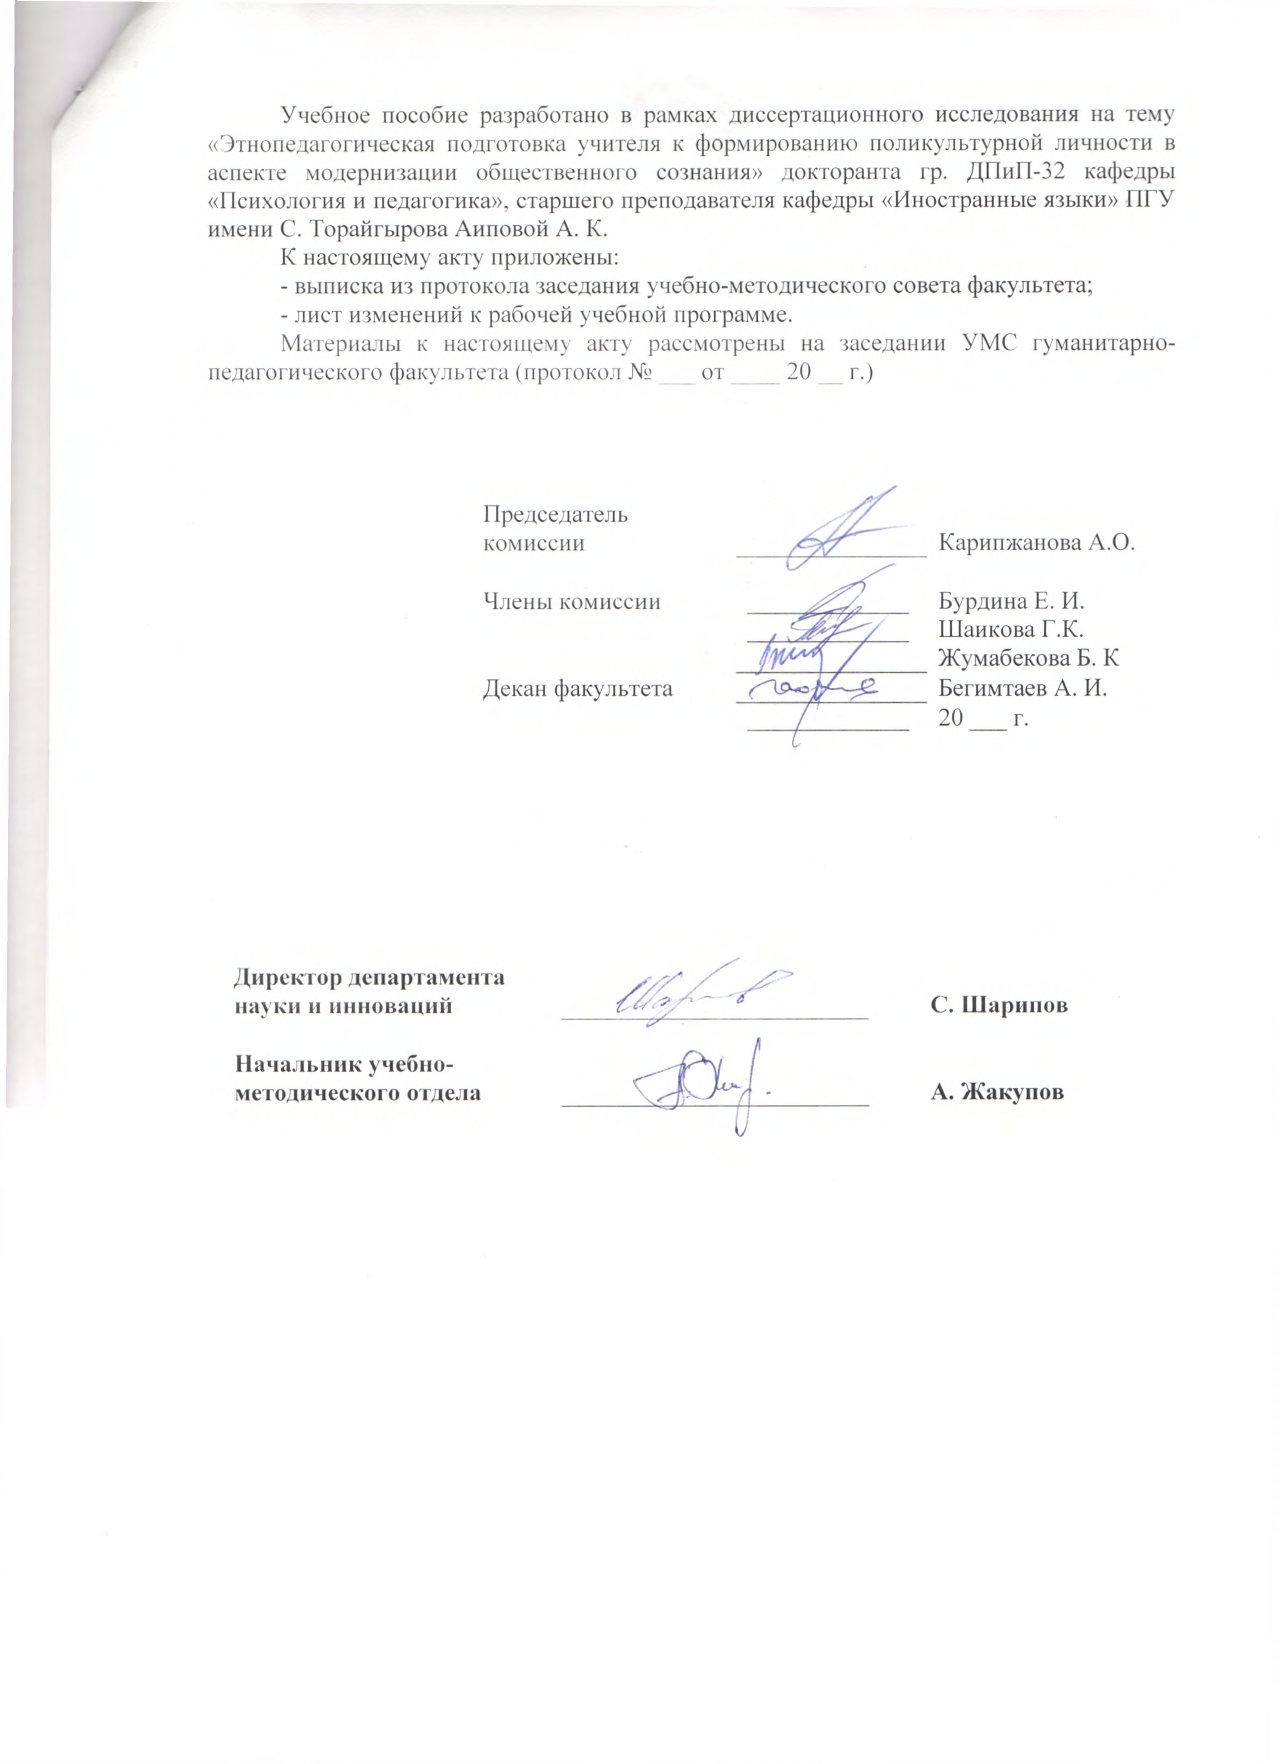 Учебное пособие разработано в рамках диссертационного исследования на тему
«Этнопедагогическая подготовка учителя к формированию поликультурной личности в
аспекте модернизации общественного сознания» докторанта гр. ДПиП-32 кафедры
«Психология и педагогика», старшего преподавателя кафедры «Иностранные языки» ПГУ
имени С. Торайгырова Аиповой А. К.
К настоящему акту приложены:
- выписка из протокола заседания учебно-методического совета факультета;
- лист изменений к рабочей учебной программе.
Материалы к настоящему акту рассмотрены на заседании УМС гуманитарно-
педагогического факультета (протокол № ___ от ____ 20 __ г.)
Председатель
комиссии Карипжанова А.О.
Члены комиссии Бурдина Е. И.
Шаикова Г.К.
Жумабекова Б. К
Декан факультета Бегимтаев А. И.
20 ___ г.
Директор департамента
науки и инноваций С. Шарипов
Начальник учебно-
методического отдела А. Жакупов